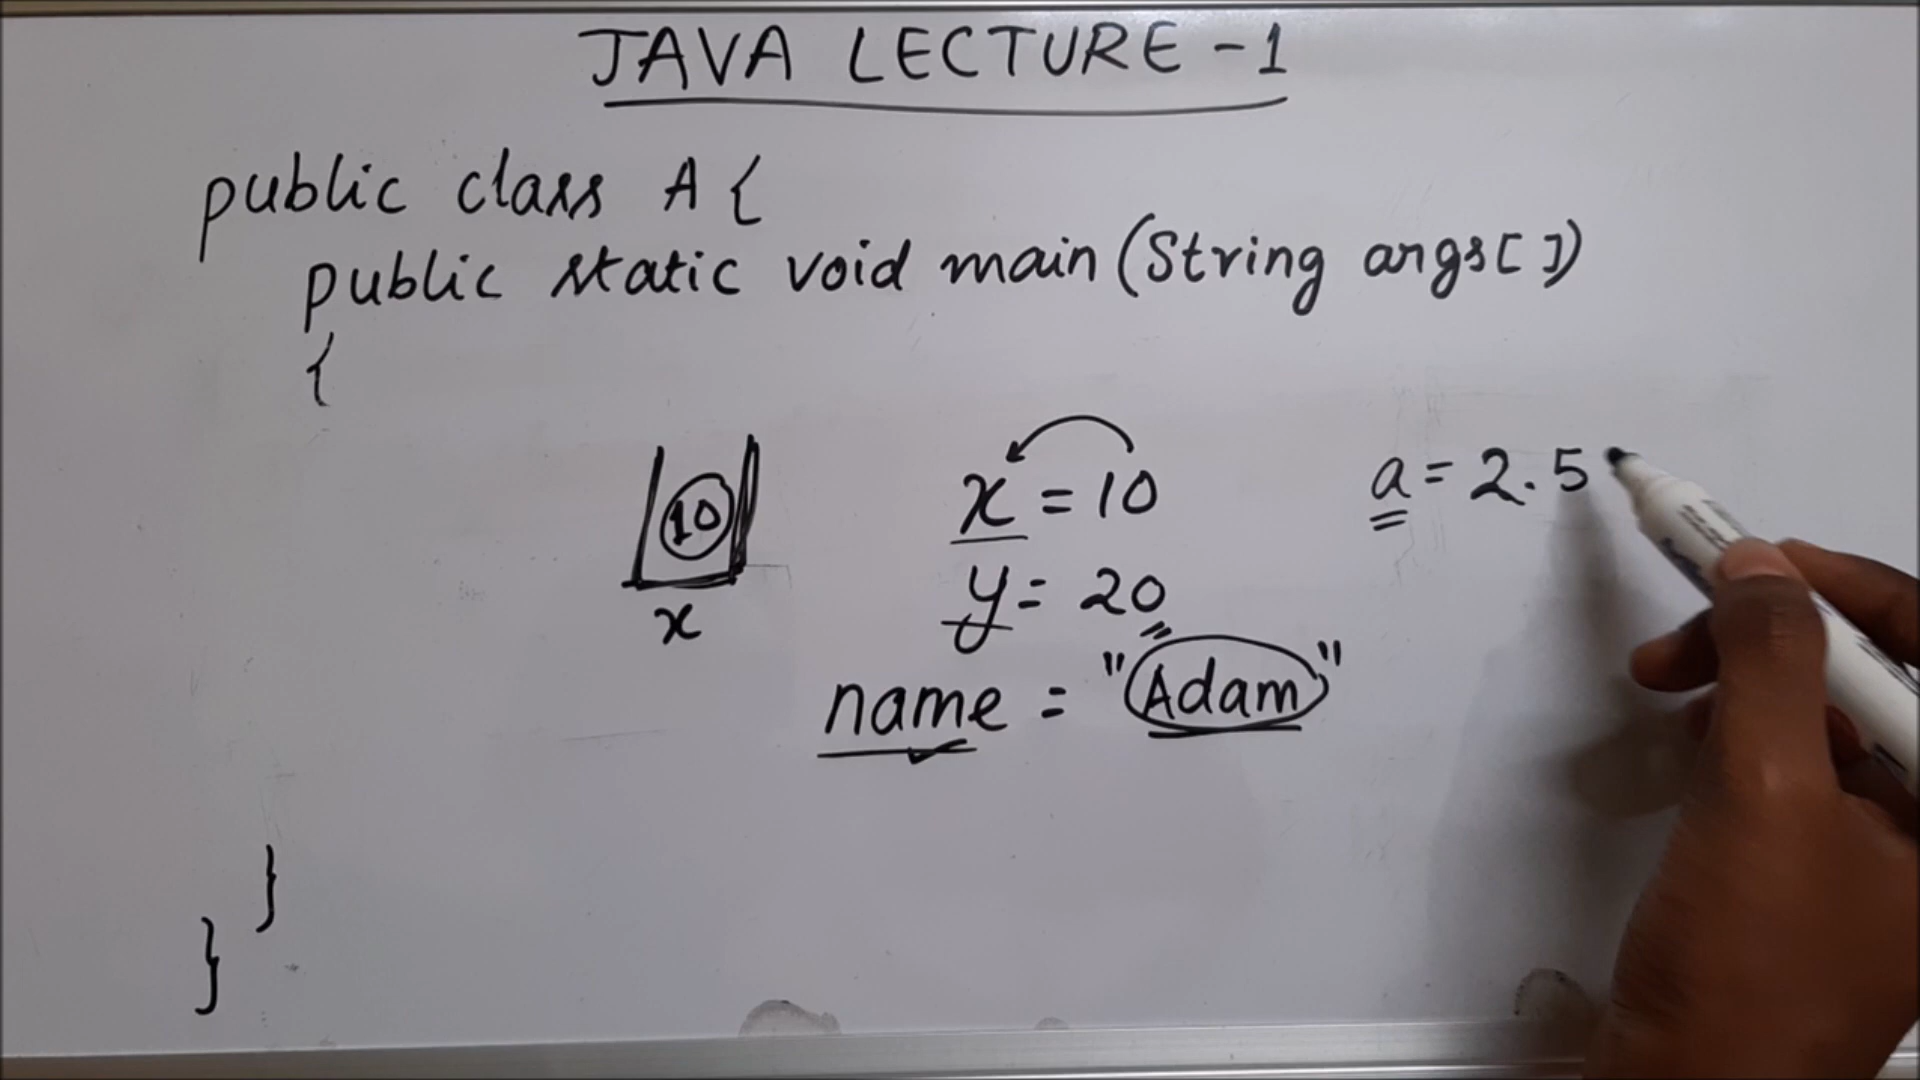 JAVA LECTURE -1
public class A {
public static void main (String args[])
{
x = 10
a = 2.5
10
x
y = 20
name = "Adam"
}
}